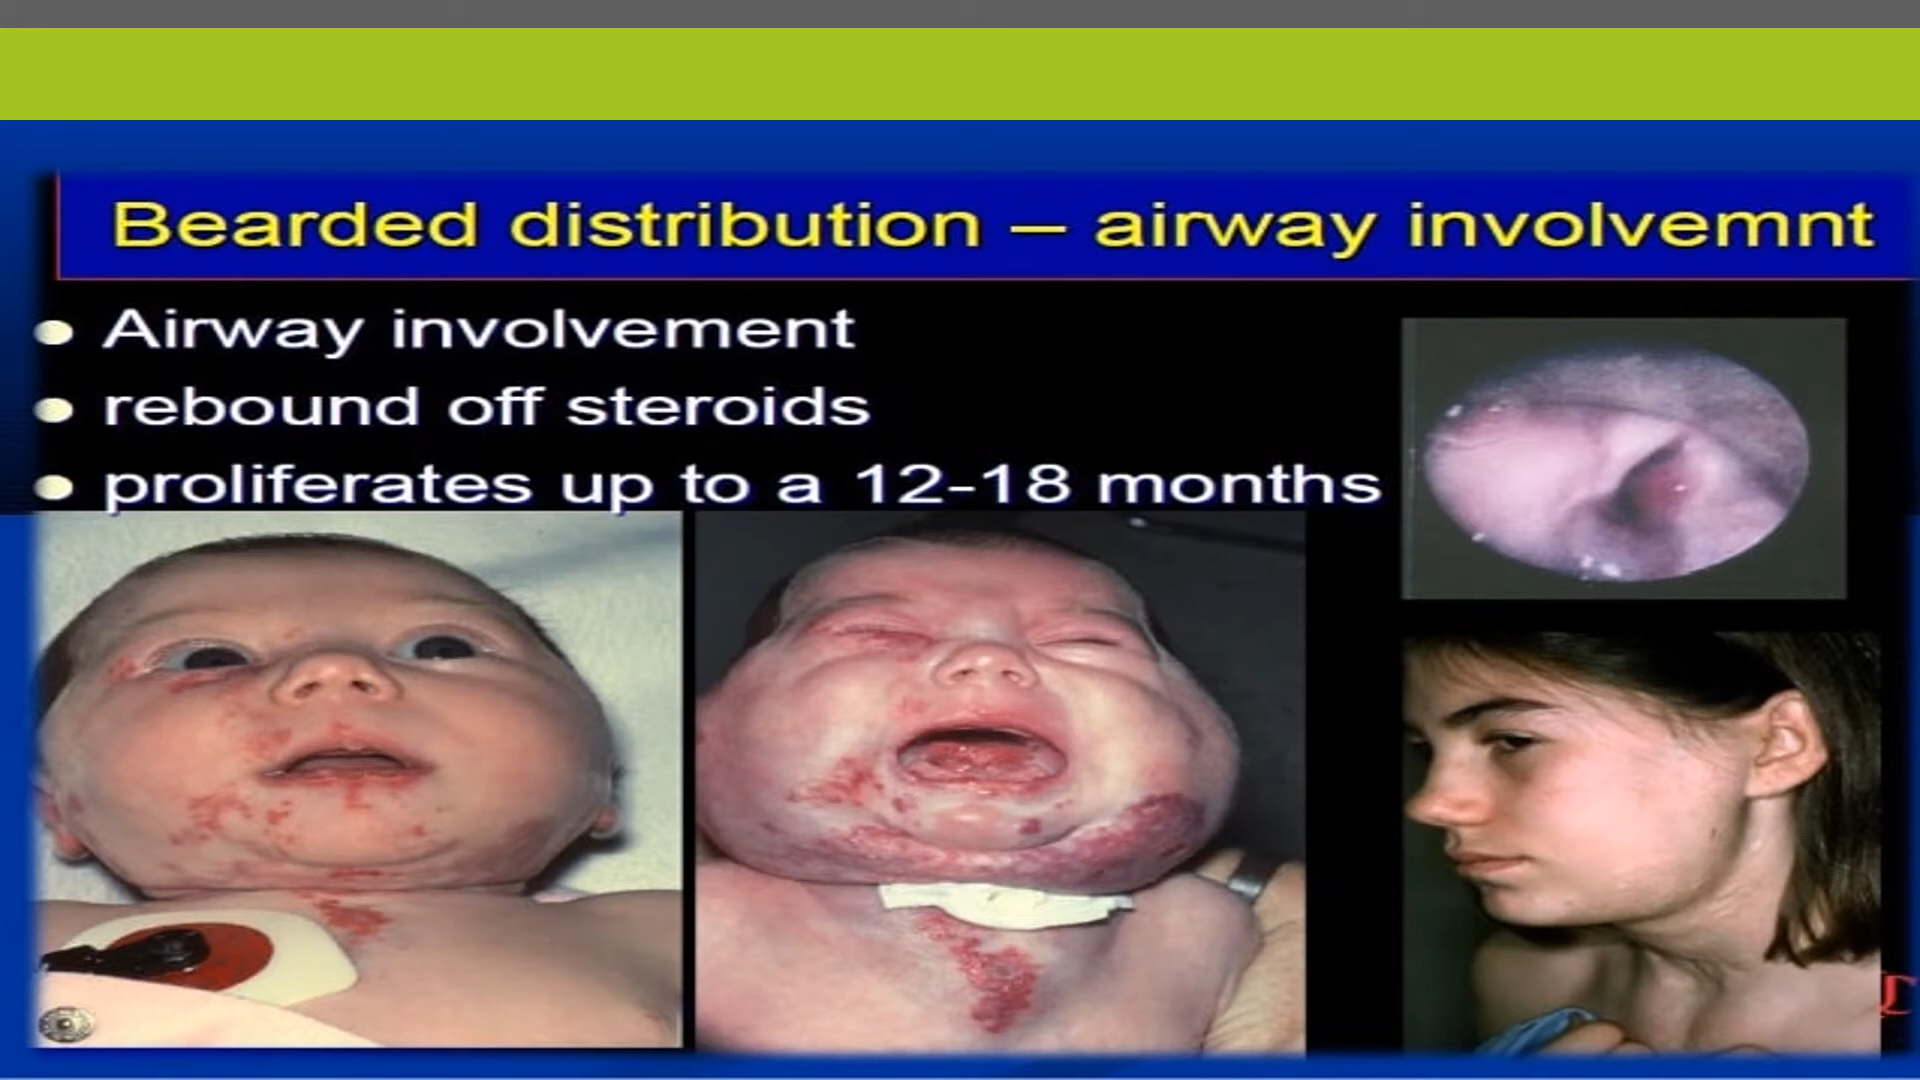 Bearded distribution – airway involvemnt
Airway involvement
rebound off steroids
proliferates up to a 12-18 months